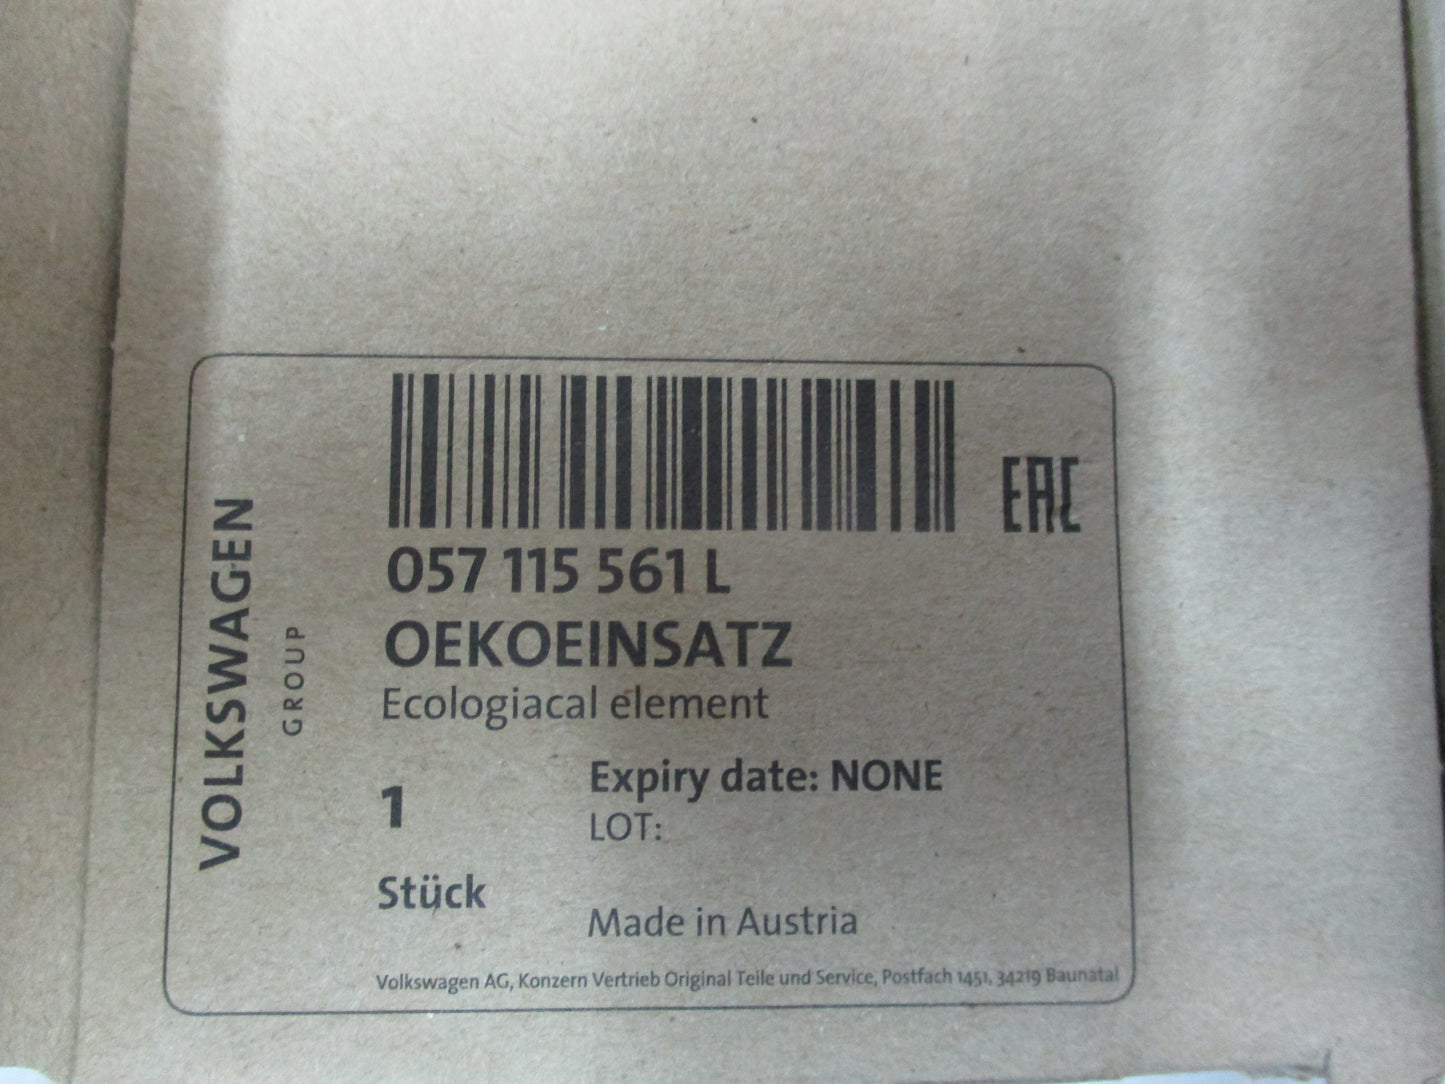 VOLKSWAGEN
GROUP
EAC
057 115 561 L
OEKOEINSATZ
Ecologiacal element
1
Stück
Expiry date: NONE
LOT:
Made in Austria
Volkswagen AG, Konzern Vertrieb Original Teile und Service, Postfach 1451, 34219 Baunatal